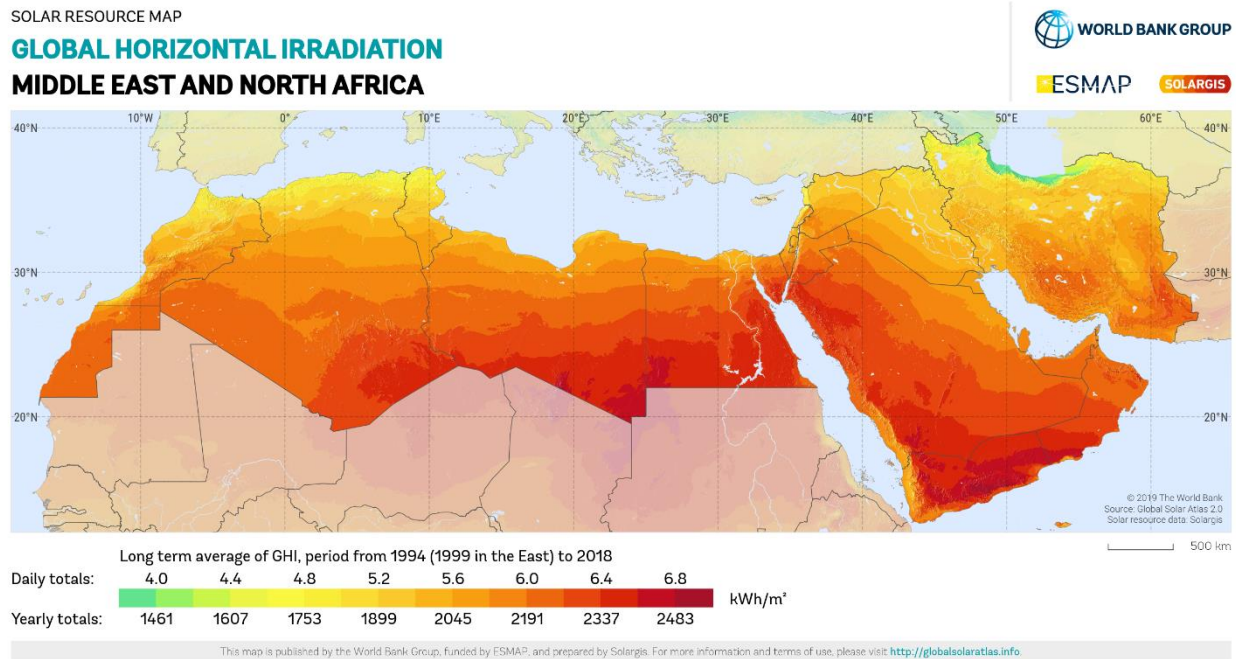 SOLAR RESOURCE MAP
GLOBAL HORIZONTAL IRRADIATION
MIDDLE EAST AND NORTH AFRICA
WORLD BANK GROUP
ESMAP
SOLARGIS
40°N 10°W 0° 10°E 20°E 30°E 40°E 50°E 60°E 40°N
30°N 30°N
20°N 20°N
© 2019 The World Bank
Source: Global Solar Atlas 2.0
Solar resource data: Solargis
500 km
Long term average of GHI, period from 1994 (1999 in the East) to 2018
Daily totals: 4.0 4.4 4.8 5.2 5.6 6.0 6.4 6.8
kWh/m²
Yearly totals: 1461 1607 1753 1899 2045 2191 2337 2483
This map is published by the World Bank Group, funded by ESMAP, and prepared by Solargis. For more information and terms of use, please visit http://globalsolaratlas.info